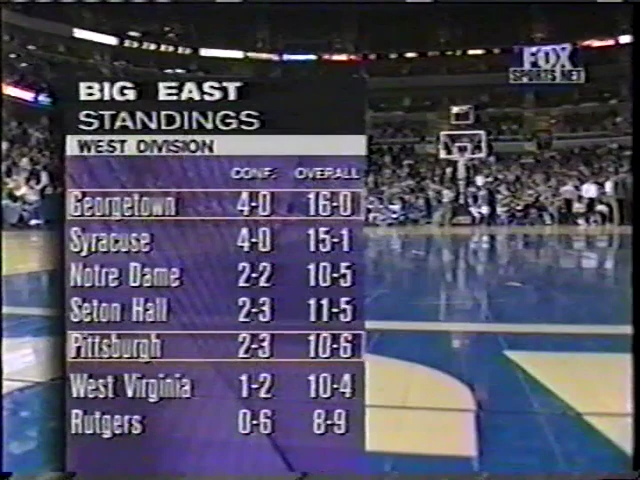 FOX
SPORTS NET
BIG EAST
STANDINGS
WEST DIVISION
CONF. OVERALL
Georgetown 4-0 16-0
Syracuse 4-0 15-1
Notre Dame 2-2 10-5
Seton Hall 2-3 11-5
Pittsburgh 2-3 10-6
West Virginia 1-2 10-4
Rutgers 0-6 8-9